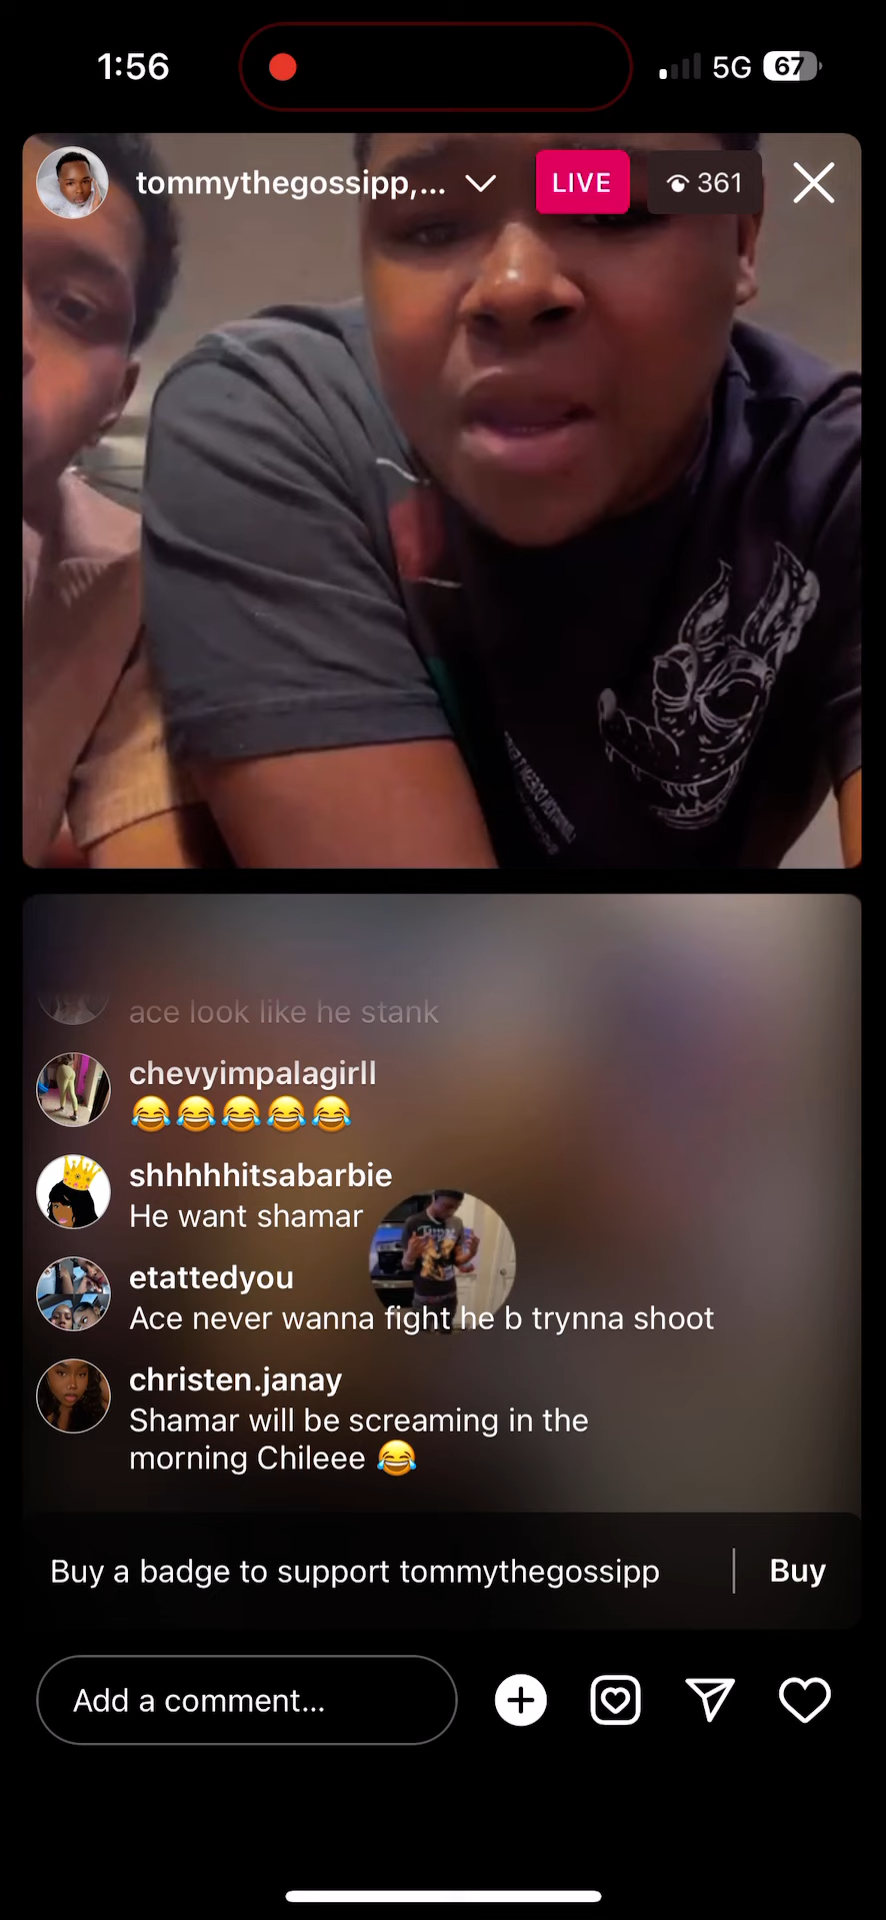 1:56
5G 67
tommythegossipp,...
LIVE
361
ace look like he stank
chevyimpalagirll
😂😂😂😂😂
shhhhhitsabarbie
He want shamar
etattedyou
Ace never wanna fight he b trynna shoot
christen.janay
Shamar will be screaming in the
morning Chileee 😂
Buy a badge to support tommythegossipp
Buy
Add a comment...